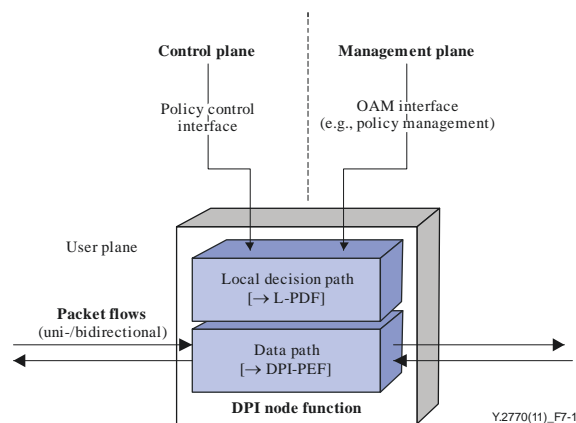 Control plane
Management plane
Policy control
interface
OAM interface
(e.g., policy management)
User plane
Local decision path
[→ L-PDF]
Packet flows
(uni-/bidirectional)
Data path
[→ DPI-PEF]
DPI node function
Y.2770(11)_F7-1